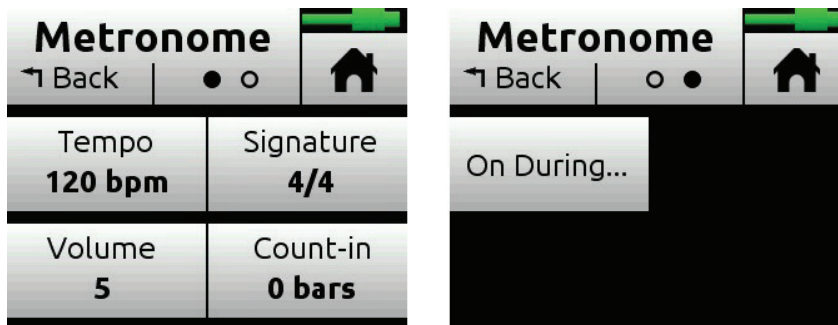 Metronome
Back
Tempo
120 bpm
Signature
4/4
Volume
5
Count-in
0 bars
Metronome
Back
On During...